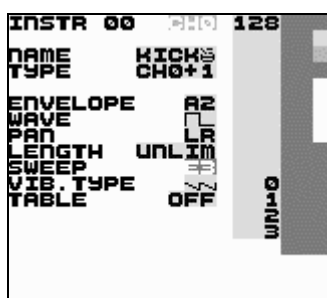 INSTR 00 CH0 128
NAME KICK
TYPE CH0+1
ENVELOPE A2
WAVE
PAN LR
LENGTH UNLIM
SWEEP E3
VIB.TYPE 0
TABLE OFF 1
2
3